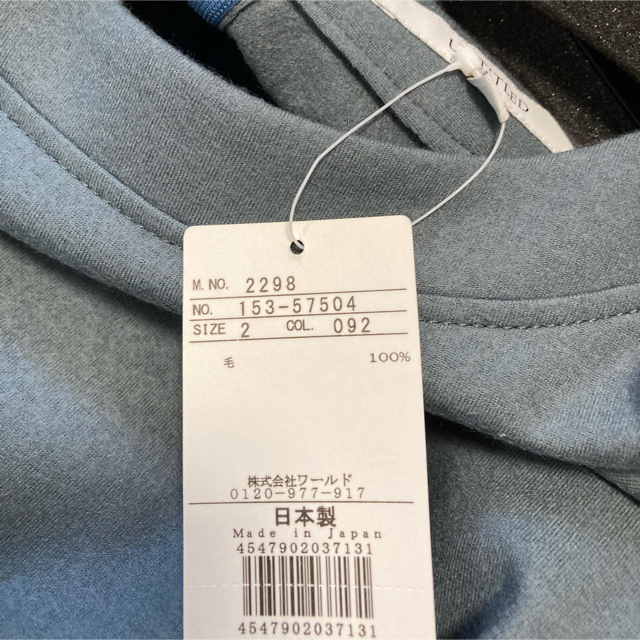 M. NO. 2298
NO. 153-57504
SIZE 2 COL. 092
毛 100%
株式会社ワールド
0120-977-917
日本製
Made in Japan
4547902037131
4547902037131